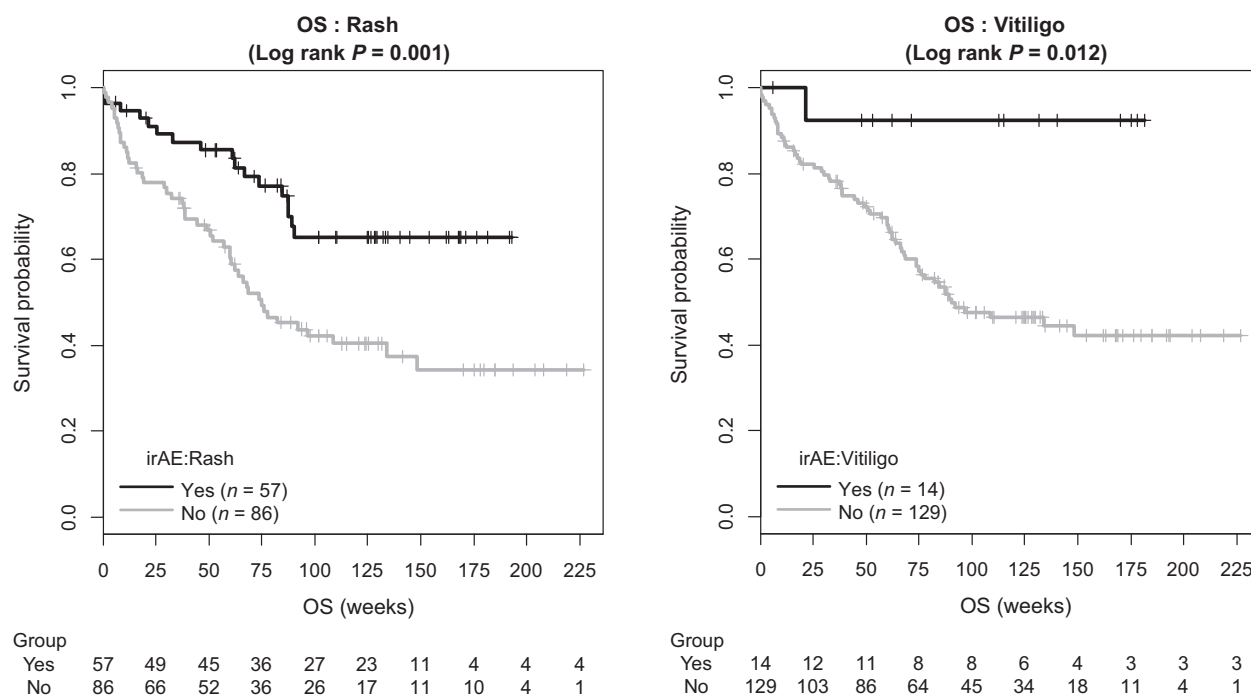 OS : Rash
(Log rank P = 0.001)
Survival probability
1.0
0.8
0.6
0.4
0.2
0.0
irAE:Rash
Yes (n = 57)
No (n = 86)
0 25 50 75 100 125 150 175 200 225
OS (weeks)
Group
Yes 57 49 45 36 27 23 11 4 4 4
No 86 66 52 36 26 17 11 10 4 1
OS : Vitiligo
(Log rank P = 0.012)
Survival probability
1.0
0.8
0.6
0.4
0.2
0.0
irAE:Vitiligo
Yes (n = 14)
No (n = 129)
0 25 50 75 100 125 150 175 200 225
OS (weeks)
Group
Yes 14 12 11 8 8 6 4 3 3 3
No 129 103 86 64 45 34 18 11 4 1